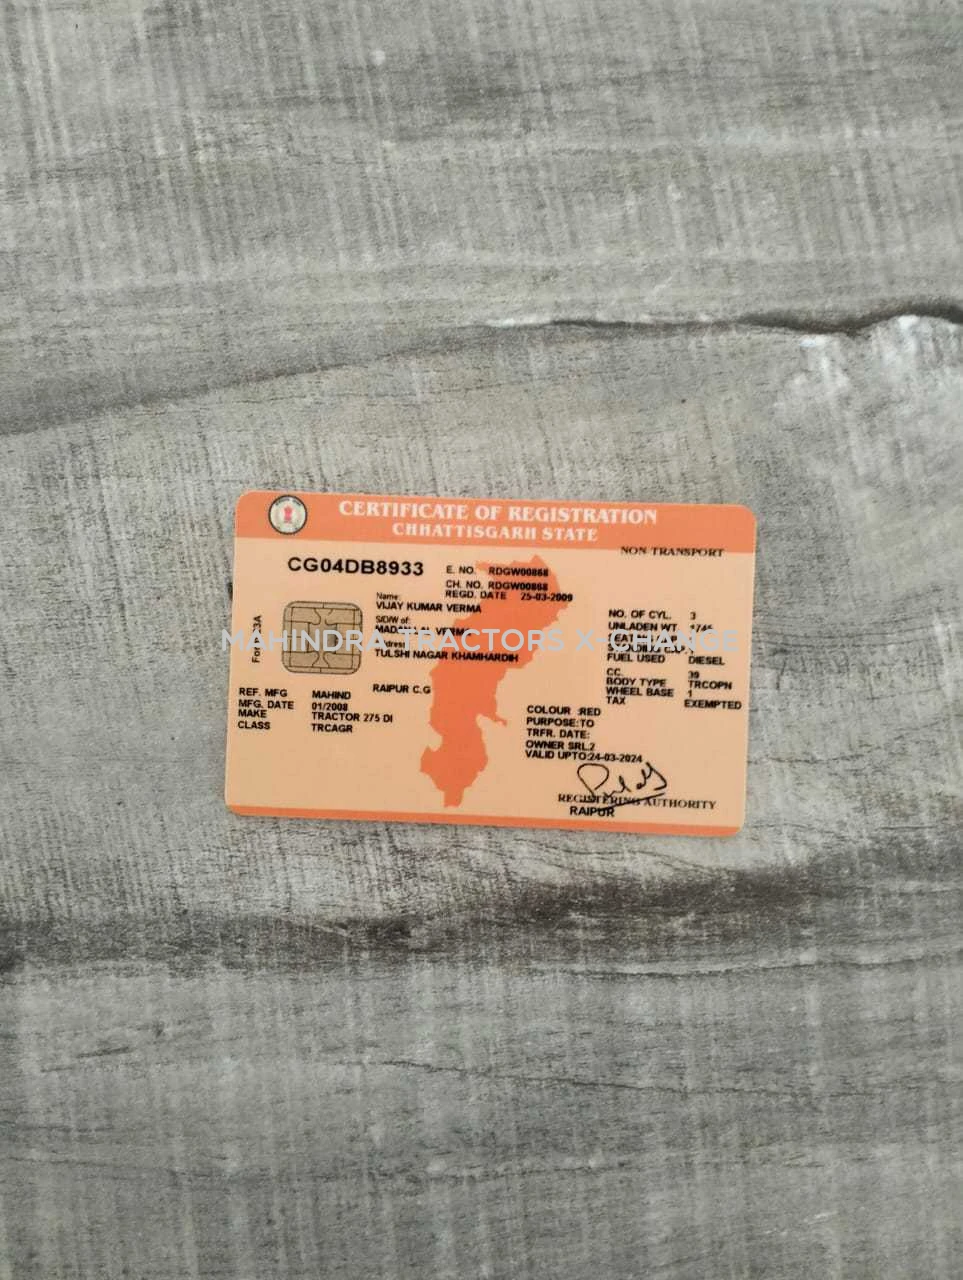 CERTIFICATE OF REGISTRATION
CHHATTISGARH STATE
NON TRANSPORT
CG04DB8933
E. NO. RDGW00868
CH. NO. RDGW00868
REGD. DATE 25-03-2009
Name:
VIJAY KUMAR VERMA
S/D/W of:
VERMA
TULSHI NAGAR KHAMHARDIH
RAIPUR C.G
MAHINDRA TRACTORS X-CHANGE
NO. OF CYL. 3
UNLADEN WT.
FUEL USED DIESEL
CC. 39
BODY TYPE TRCOPN
WHEEL BASE 1
TAX EXEMPTED
REF. MFG MAHIND
MFG. DATE 01/2008
MAKE TRACTOR 275 DI
CLASS TRCAGR
COLOUR :RED
PURPOSE:TO
TRFR. DATE:
OWNER SRL.2
VALID UPTO:24-03-2024
REGISTERING AUTHORITY
RAIPUR